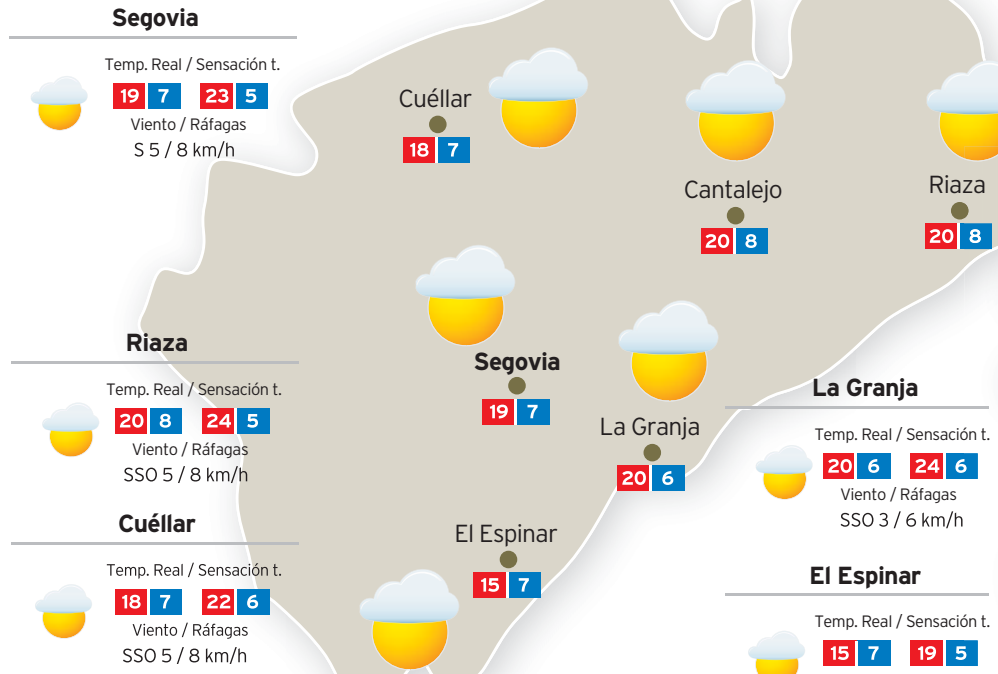 Segovia
Temp. Real / Sensación t.
19 7 23 5
Viento / Ráfagas
S 5 / 8 km/h
Cuéllar
18 7
Cantalejo
20 8
Riaza
20 8
Segovia
19 7
La Granja
20 6
El Espinar
15 7
Riaza
Temp. Real / Sensación t.
20 8 24 5
Viento / Ráfagas
SSO 5 / 8 km/h
Cuéllar
Temp. Real / Sensación t.
18 7 22 6
Viento / Ráfagas
SSO 5 / 8 km/h
La Granja
Temp. Real / Sensación t.
20 6 24 6
Viento / Ráfagas
SSO 3 / 6 km/h
El Espinar
Temp. Real / Sensación t.
15 7 19 5